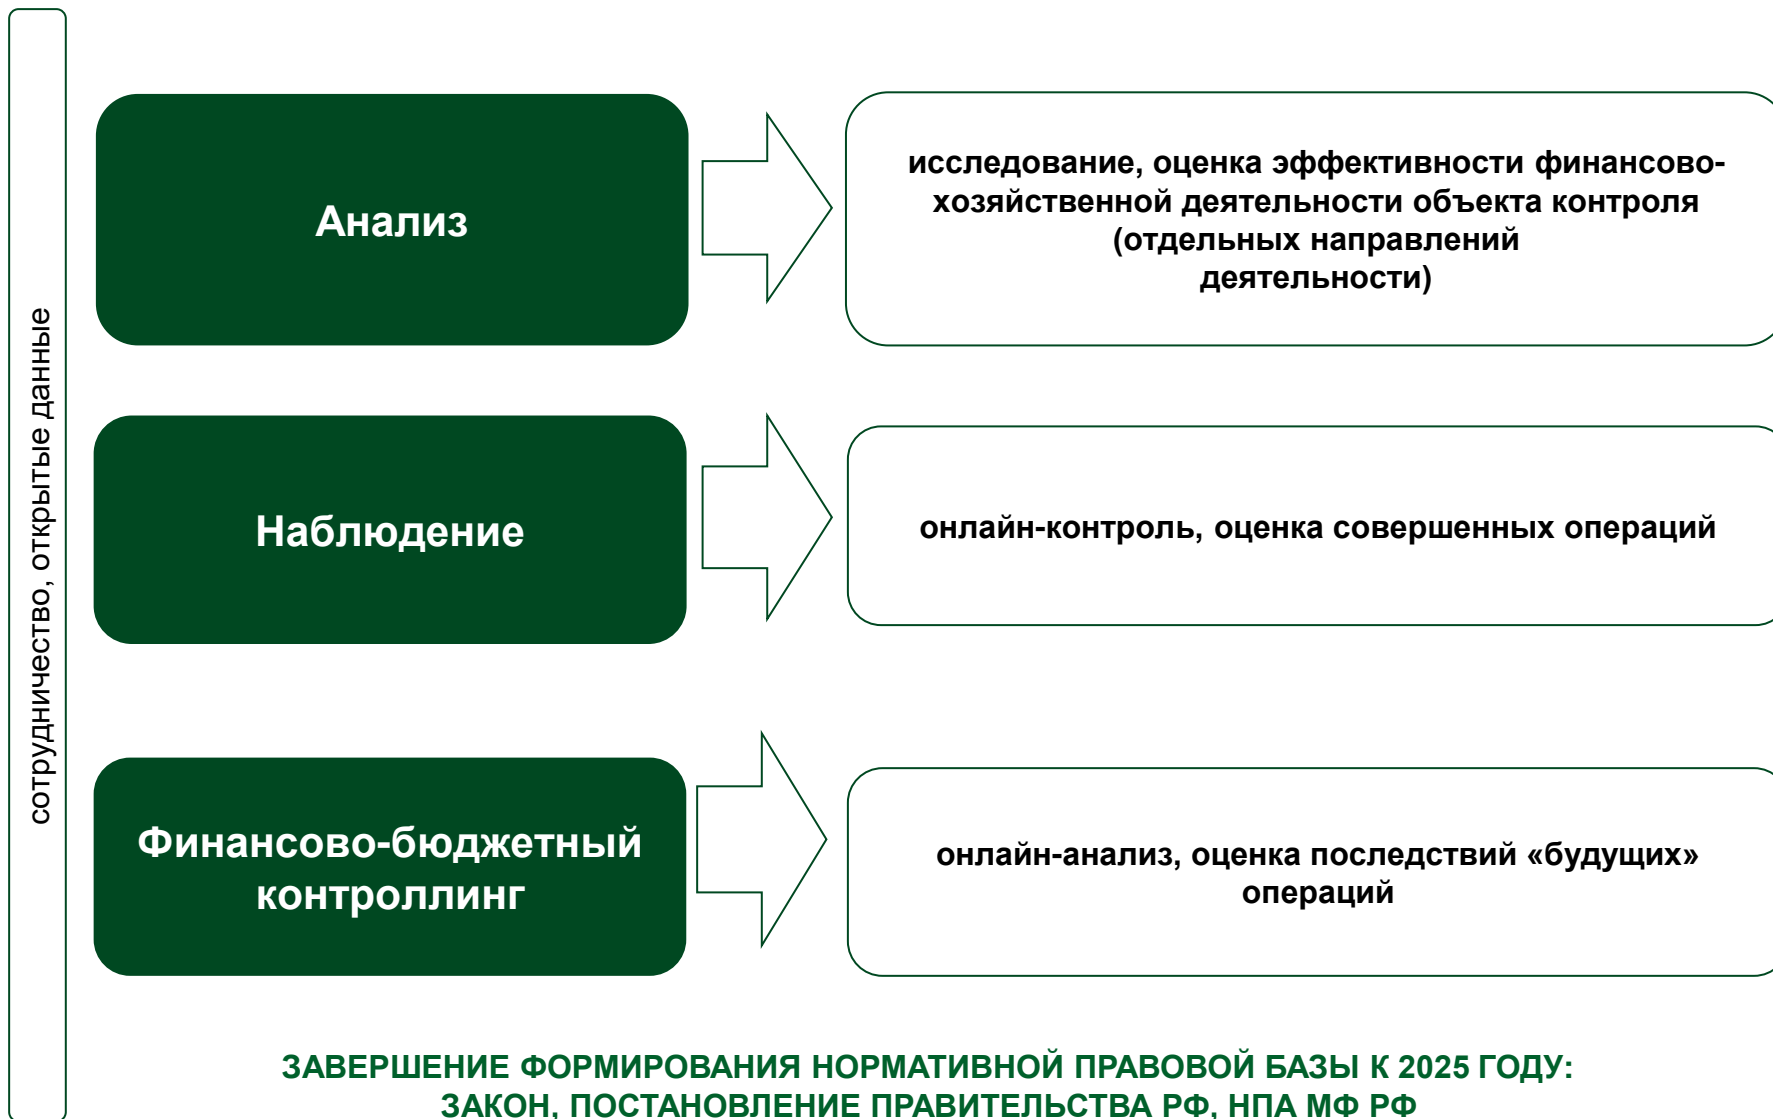 сотрудничество, открытые данные
Анализ
исследование, оценка эффективности финансово-
хозяйственной деятельности объекта контроля
(отдельных направлений
деятельности)
Наблюдение
онлайн-контроль, оценка совершенных операций
Финансово-бюджетный
контроллинг
онлайн-анализ, оценка последствий «будущих»
операций
ЗАВЕРШЕНИЕ ФОРМИРОВАНИЯ НОРМАТИВНОЙ ПРАВОВОЙ БАЗЫ К 2025 ГОДУ:
ЗАКОН, ПОСТАНОВЛЕНИЕ ПРАВИТЕЛЬСТВА РФ, НПА МФ РФ